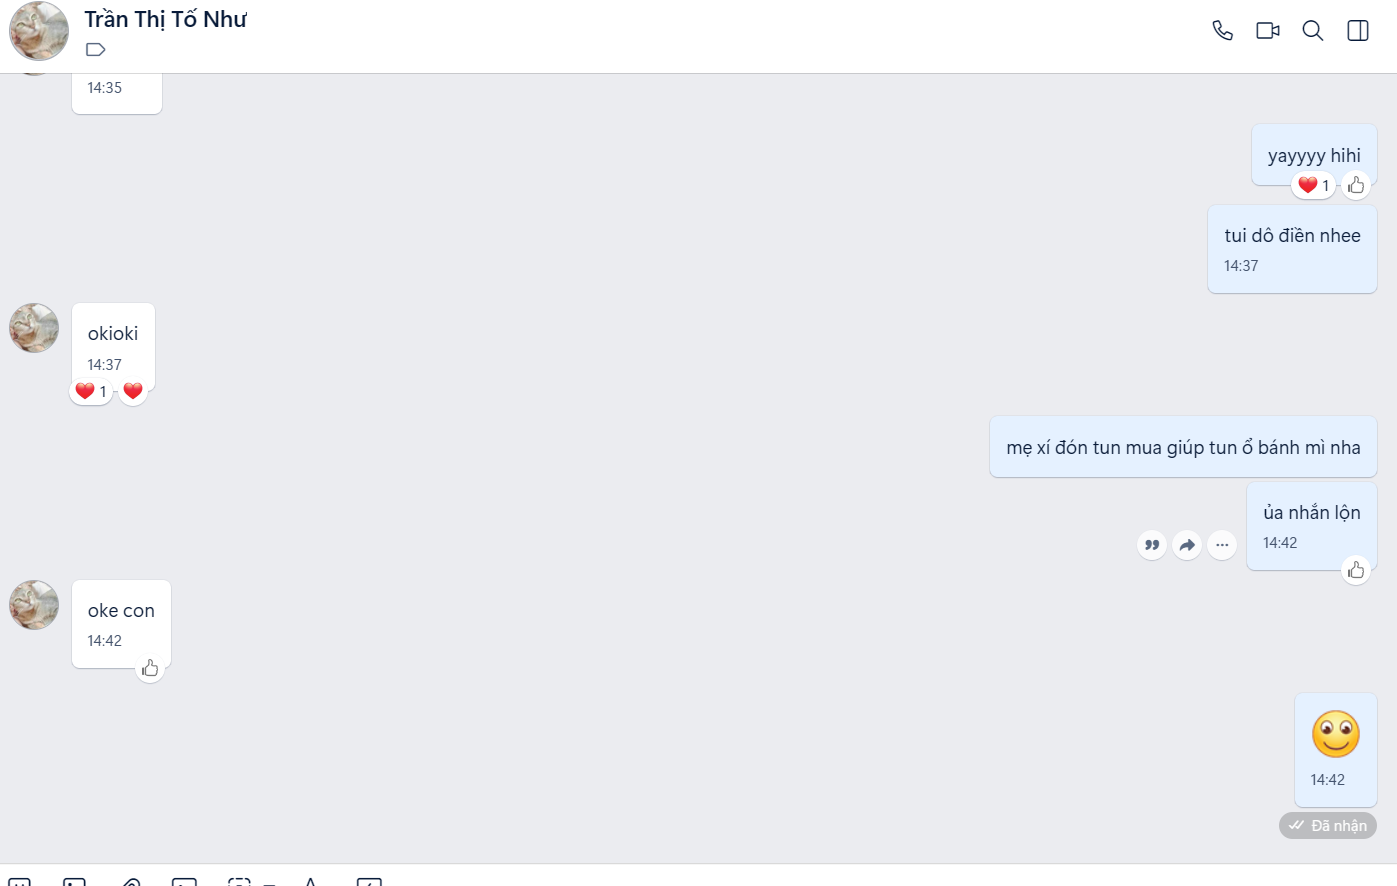 Trần Thị Tố Như
14:35
yayyyy hihi
1
tui dô điền nhee
14:37
okioki
14:37
1
mẹ xí đón tun mua giúp tun ổ bánh mì nha
ủa nhắn lộn
14:42
oke con
14:42
14:42
Đã nhận